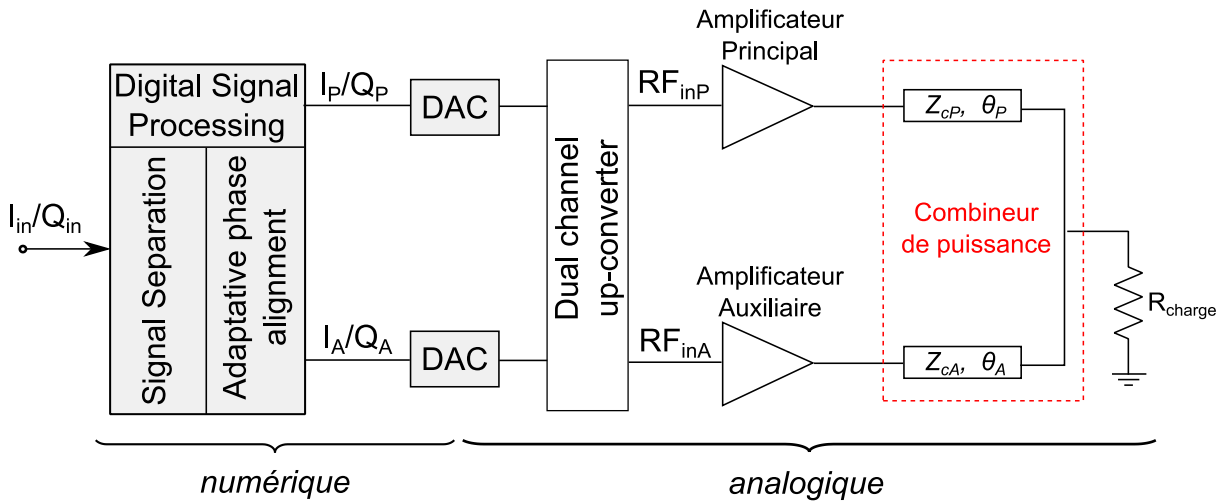 Amplificateur
Principal
Digital Signal
Processing
I_P/Q_P
DAC
RF_inP
Z_cP, θ_P
I_in/Q_in
Signal Separation
Adaptative phase
alignment
Dual channel
up-converter
Combineur
de puissance
Amplificateur
Auxiliaire
R_charge
I_A/Q_A
DAC
RF_inA
Z_cA, θ_A
numérique
analogique